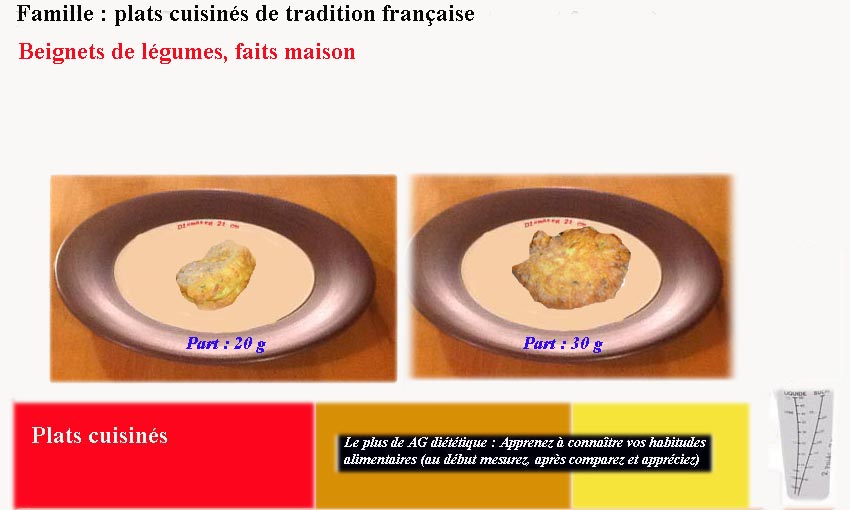 Famille : plats cuisinés de tradition française
Beignets de légumes, faits maison
Diamètre 21 cm
Diamètre 21 cm
Part : 20 g
Part : 30 g
Plats cuisinés
Le plus de AG diététique : Apprenez à connaître vos habitudes
alimentaires (au début mesurez, après comparez et appréciez)
LIQUIDE